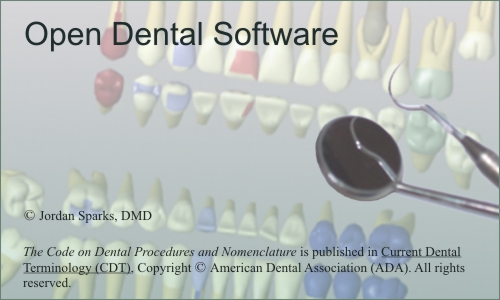 Open Dental Software
© Jordan Sparks, DMD
The Code on Dental Procedures and Nomenclature is published in Current Dental
Terminology (CDT), Copyright © American Dental Association (ADA). All rights
reserved.